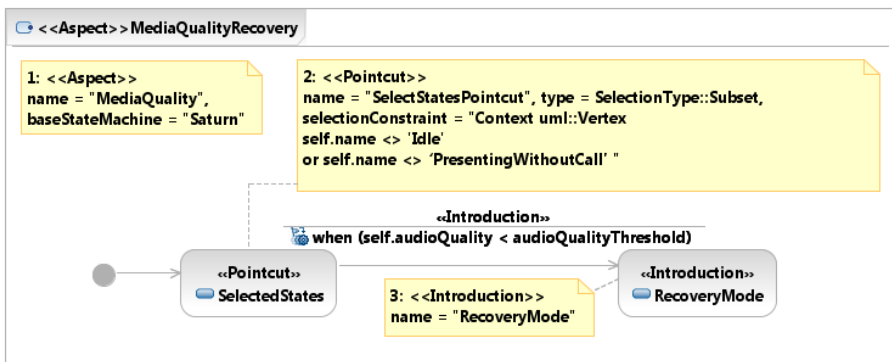 <<Aspect>>MediaQualityRecovery
1: <<Aspect>>
name = "MediaQuality",
baseStateMachine = "Saturn"
2: <<Pointcut>>
name = "SelectStatesPointcut", type = SelectionType::Subset,
selectionConstraint = "Context uml::Vertex
self.name <> 'Idle'
or self.name <> ‘PresentingWithoutCall’ "
«Introduction»
when (self.audioQuality < audioQualityThreshold)
«Pointcut»
SelectedStates
«Introduction»
RecoveryMode
3: <<Introduction>>
name = "RecoveryMode"